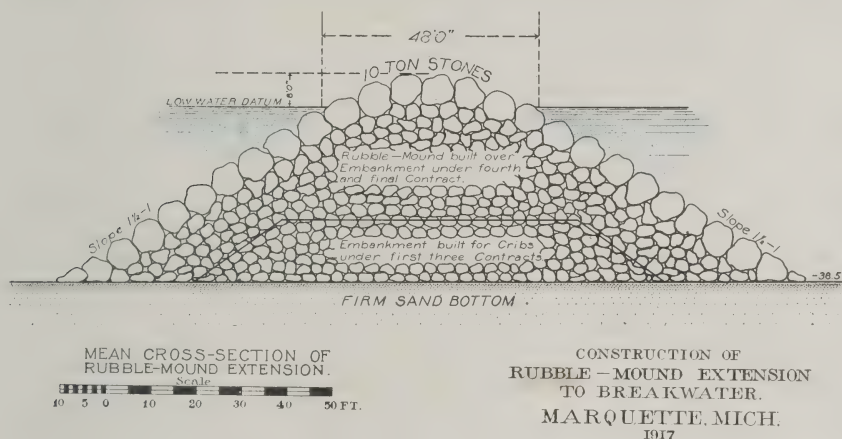 48'0"
10-TON STONES
8'0"
LOW WATER DATUM
Rubble-Mound built over
Embankment under fourth
and final Contract.
Slope 1½-1
Slope 1½-1
Embankment built for Cribs
under first three Contracts.
-38.5
FIRM SAND BOTTOM
MEAN CROSS-SECTION OF
RUBBLE-MOUND EXTENSION.
Scale
10 5 0 10 20 30 40 50 FT.
CONSTRUCTION OF
RUBBLE-MOUND EXTENSION
TO BREAKWATER.
MARQUETTE, MICH.
1917